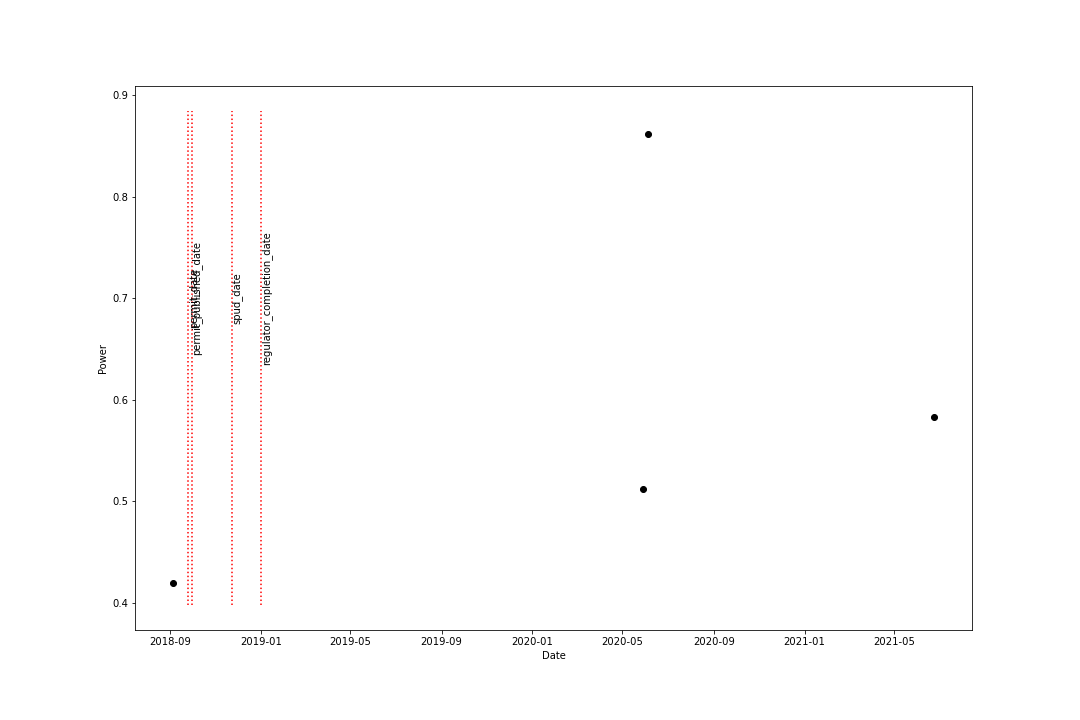 0.9
0.8
0.7
0.6
0.5
0.4
Power
permit_date
permit_published_date
spud_date
regulator_completion_date
2018-09
2019-01
2019-05
2019-09
2020-01
2020-05
2020-09
2021-01
2021-05
Date